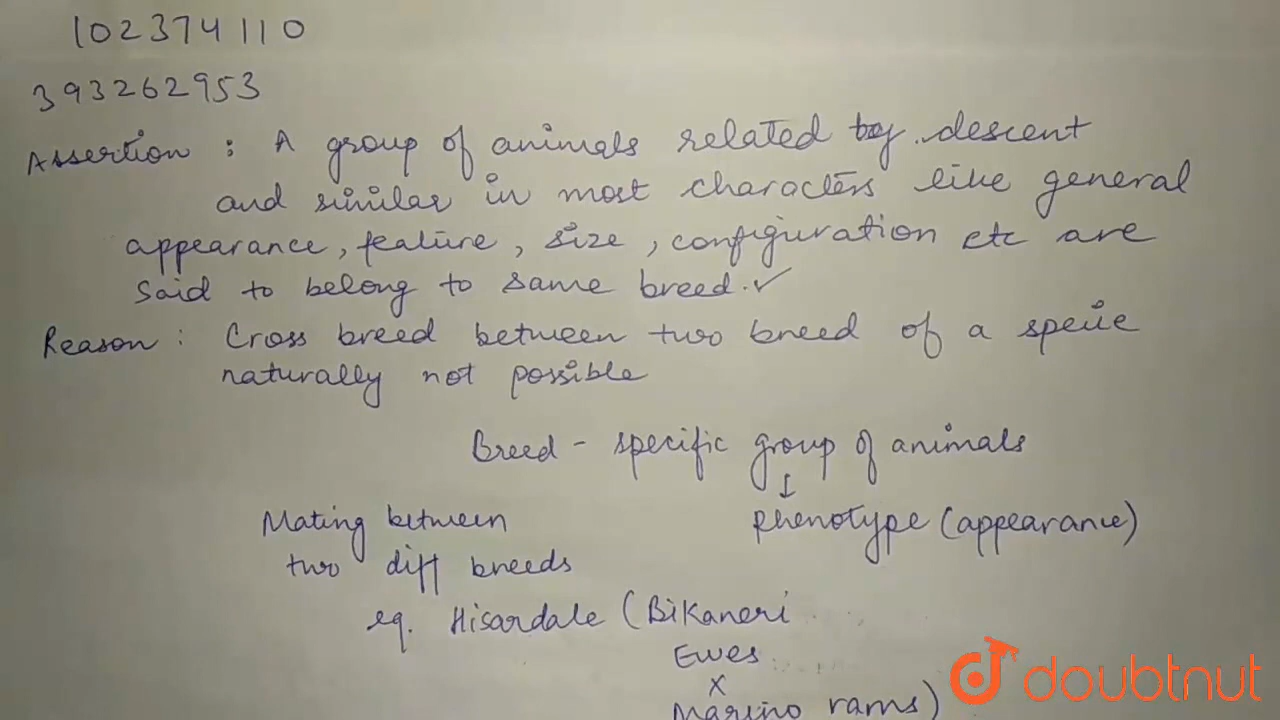 102374110
393262953
Assertion : A group of animals related by descent
and similar in most characters like general
appearance, feature, size, configuration etc are
said to belong to same breed. ✓
Reason : Cross breed between two breed of a specie
naturally not possible
Breed - specific group of animals
↓
Phenotype (appearance)
Mating between
two diff breeds
eg. Hisardale (Bikaneri
Ewes
x
Marino rams)
doubtnut